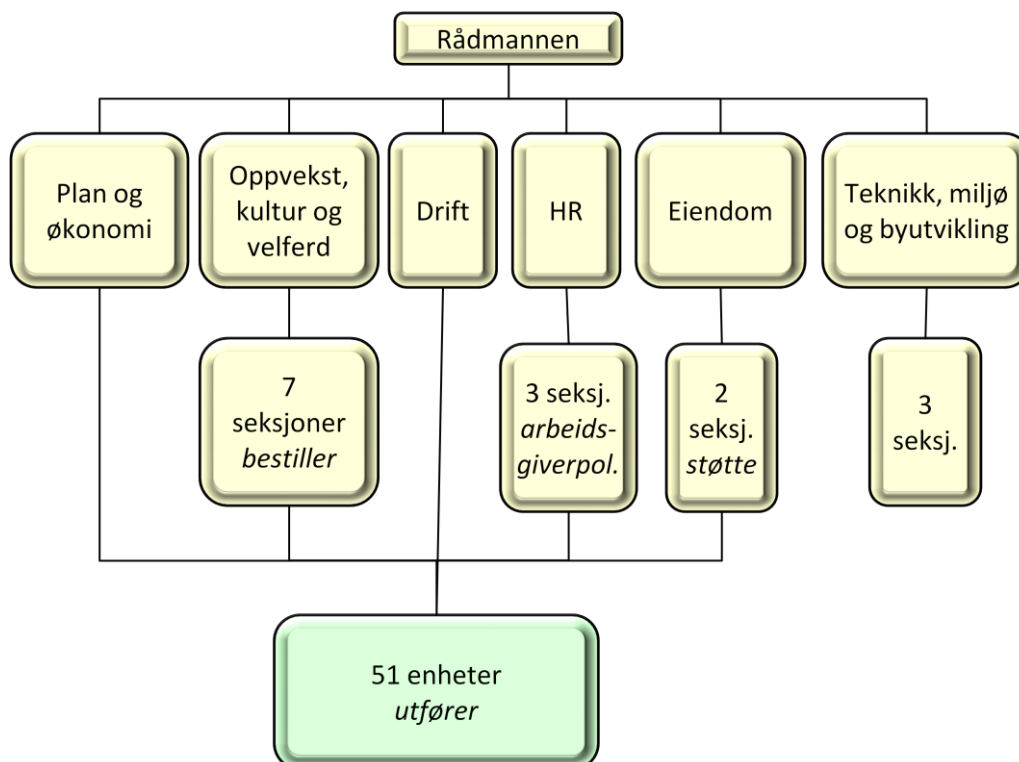 Rådmannen
Plan og
økonomi
Oppvekst,
kultur og
velferd
Drift
HR
Eiendom
Teknikk, miljø
og byutvikling
7
seksjoner
bestiller
3 seksj.
arbeids-
giverpol.
2
seksj.
støtte
3
seksj.
51 enheter
utfører